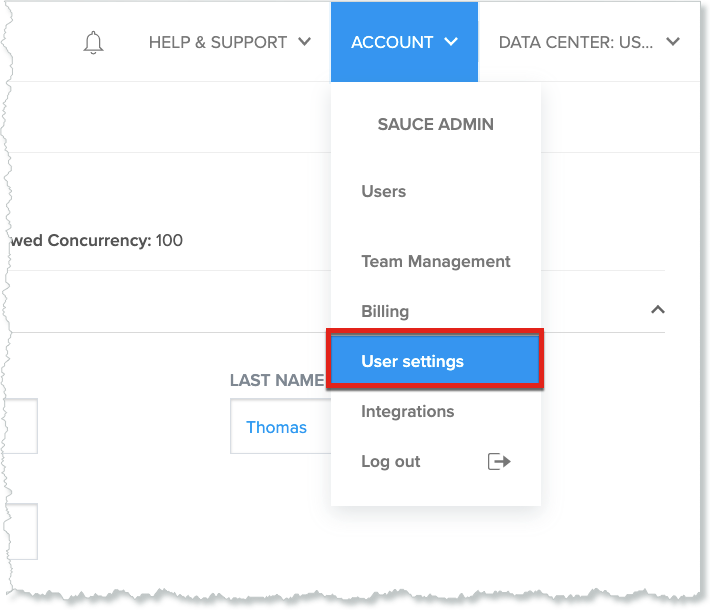 HELP & SUPPORT ACCOUNT DATA CENTER: US...
SAUCE ADMIN
Users
wed Concurrency: 100
Team Management
Billing
User settings
LAST NAME
Integrations
Thomas
Log out